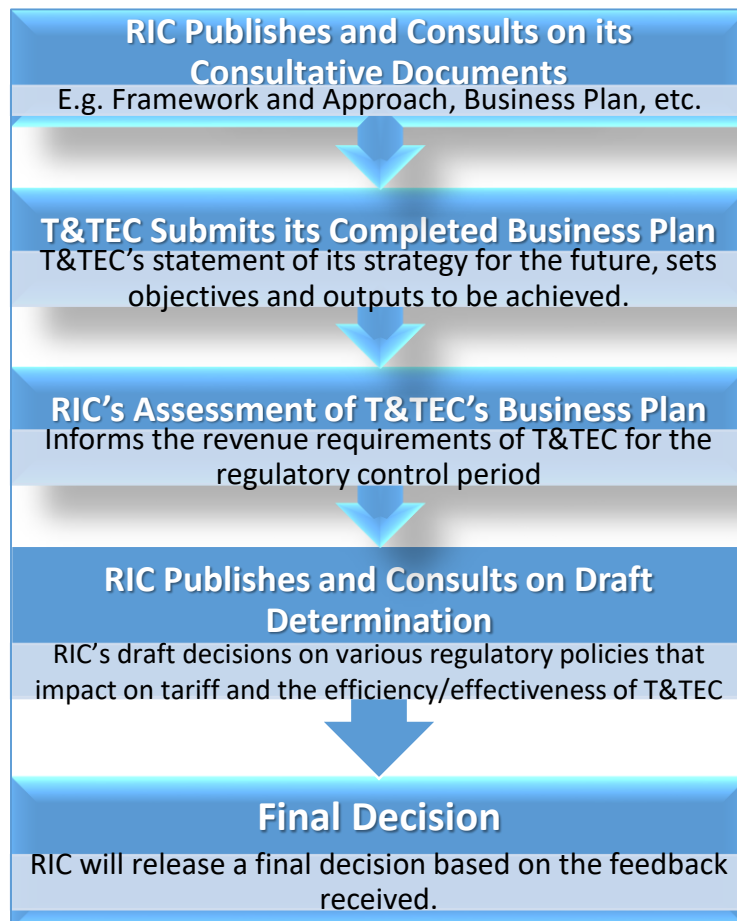 RIC Publishes and Consults on its
Consultative Documents
E.g. Framework and Approach, Business Plan, etc.
T&TEC Submits its Completed Business Plan
T&TEC's statement of its strategy for the future, sets
objectives and outputs to be achieved.
RIC's Assessment of T&TEC's Business Plan
Informs the revenue requirements of T&TEC for the
regulatory control period
RIC Publishes and Consults on Draft
Determination
RIC's draft decisions on various regulatory policies that
impact on tariff and the efficiency/effectiveness of T&TEC
Final Decision
RIC will release a final decision based on the feedback
received.